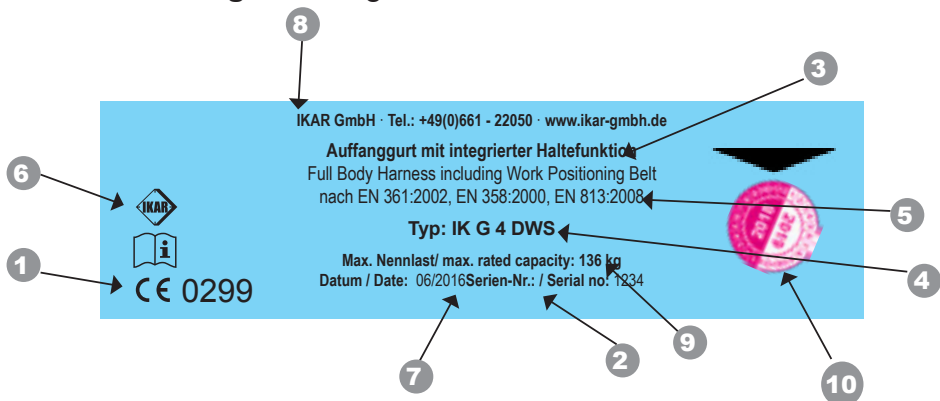 8
3
IKAR GmbH · Tel.: +49(0)661 - 22050 · www.ikar-gmbh.de
Auffanggurt mit integrierter Haltefunktion
Full Body Harness including Work Positioning Belt
6
IKAR
nach EN 361:2002, EN 358:2000, EN 813:2008
5
Typ: IK G 4 DWS
i
1
CE 0299
Max. Nennlast/ max. rated capacity: 136 kg
4
Datum / Date: 06/2016Serien-Nr.: / Serial no: 1234
7
2
9
10